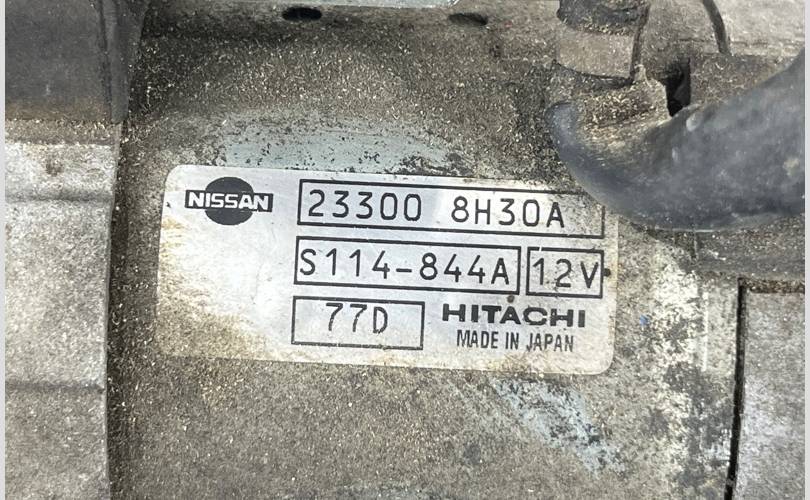 NISSAN 23300 8H30A
S114-844A 12V
77D HITACHI
MADE IN JAPAN